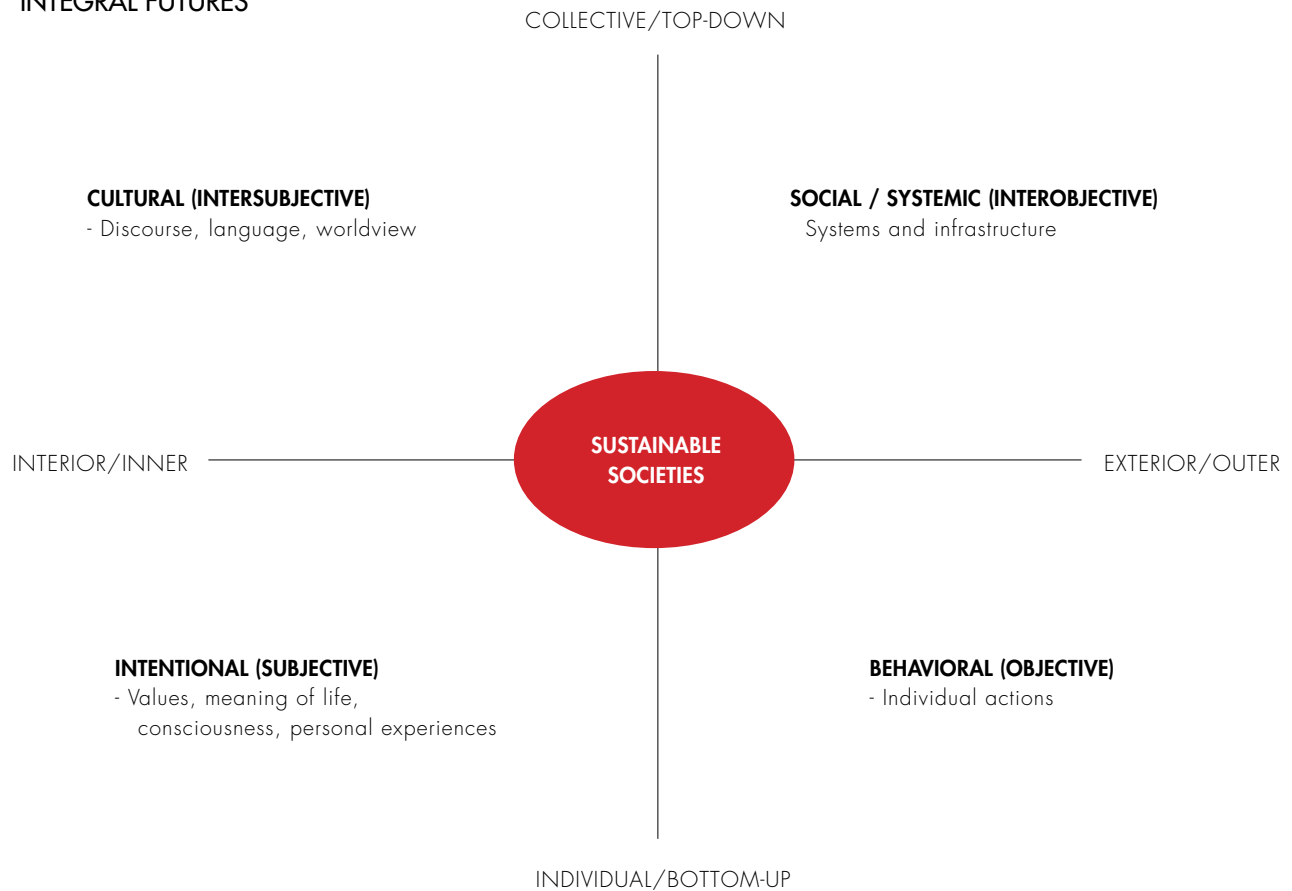 INTEGRAL FUTURES
COLLECTIVE/TOP-DOWN
CULTURAL (INTERSUBJECTIVE)
- Discourse, language, worldview
SOCIAL / SYSTEMIC (INTEROBJECTIVE)
Systems and infrastructure
INTERIOR/INNER
SUSTAINABLE
SOCIETIES
EXTERIOR/OUTER
INTENTIONAL (SUBJECTIVE)
- Values, meaning of life,
consciousness, personal experiences
BEHAVIORAL (OBJECTIVE)
- Individual actions
INDIVIDUAL/BOTTOM-UP